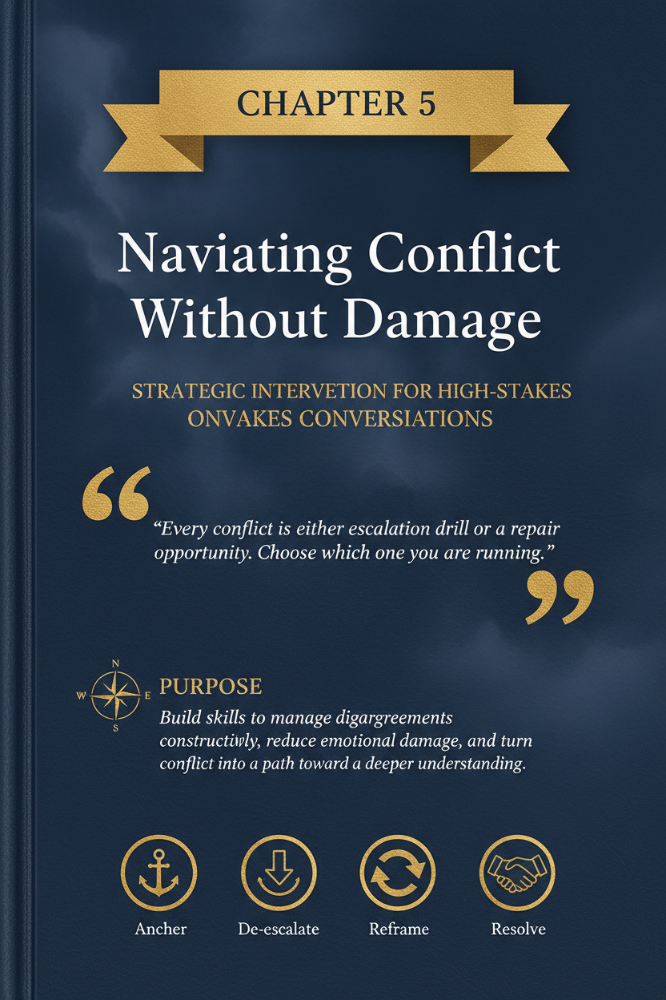 CHAPTER 5
Naviating Conflict
Without Damage
STRATEGIC INTERVETION FOR HIGH-STAKES
ONVAKES CONVERSIATIONS
“
“Every conflict is either escalation drill or a repair
opportunity. Choose which one you are running.”
”
N
W E
S
PURPOSE
Build skills to manage digargreements
constructivly, reduce emotional damage, and turn
conflict into a path toward a deeper understanding.
Ancher De-escalate Reframe Resolve